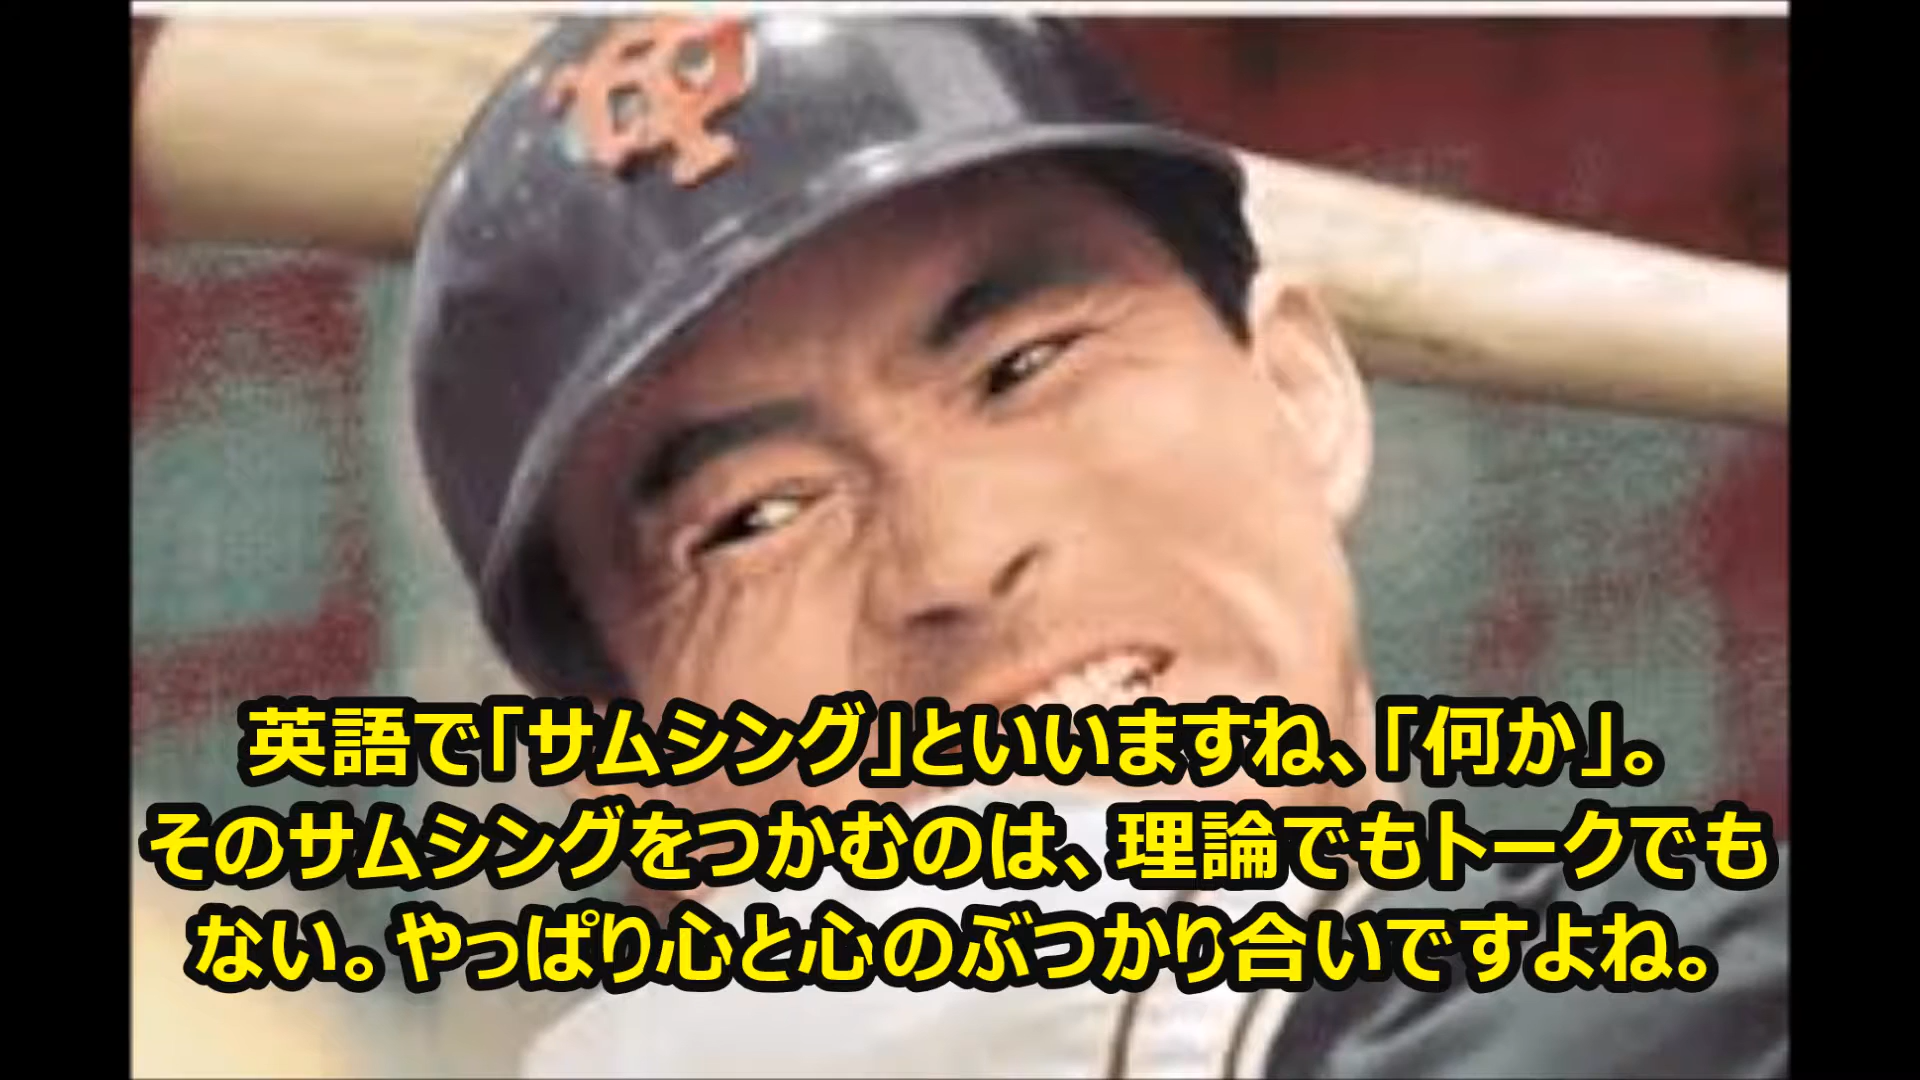 英語で「サムシング」といいますね、「何か」。
そのサムシングをつかむのは、理論でもトークでも
ない。やっぱり心と心のぶつかり合いですよね。